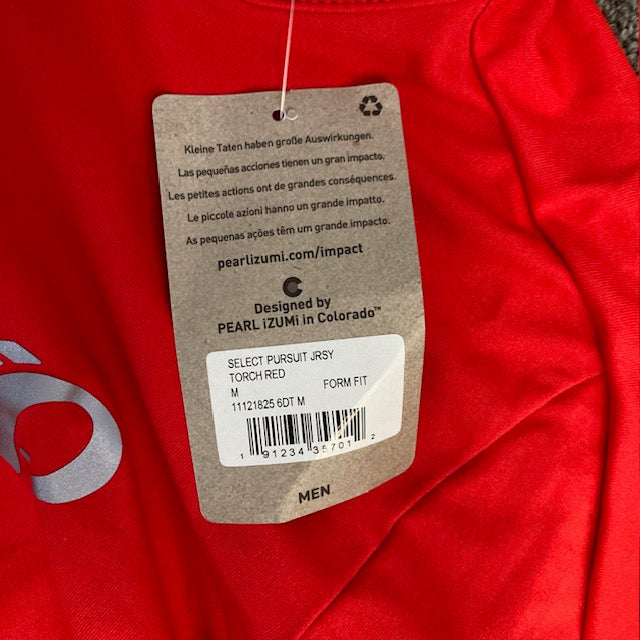 Kleine Taten haben große Auswirkungen.
Las pequeñas acciones tienen un gran impacto.
Les petites actions ont de grandes conséquences.
Le piccole azioni hanno un grande impatto.
As pequenas ações têm um grande impacto.
pearlizumi.com/impact
Designed by
PEARL iZUMi in Colorado™
SELECT PURSUIT JRSY
TORCH RED
M FORM FIT
11121825 6DT M
1 91234 35701 2
MEN